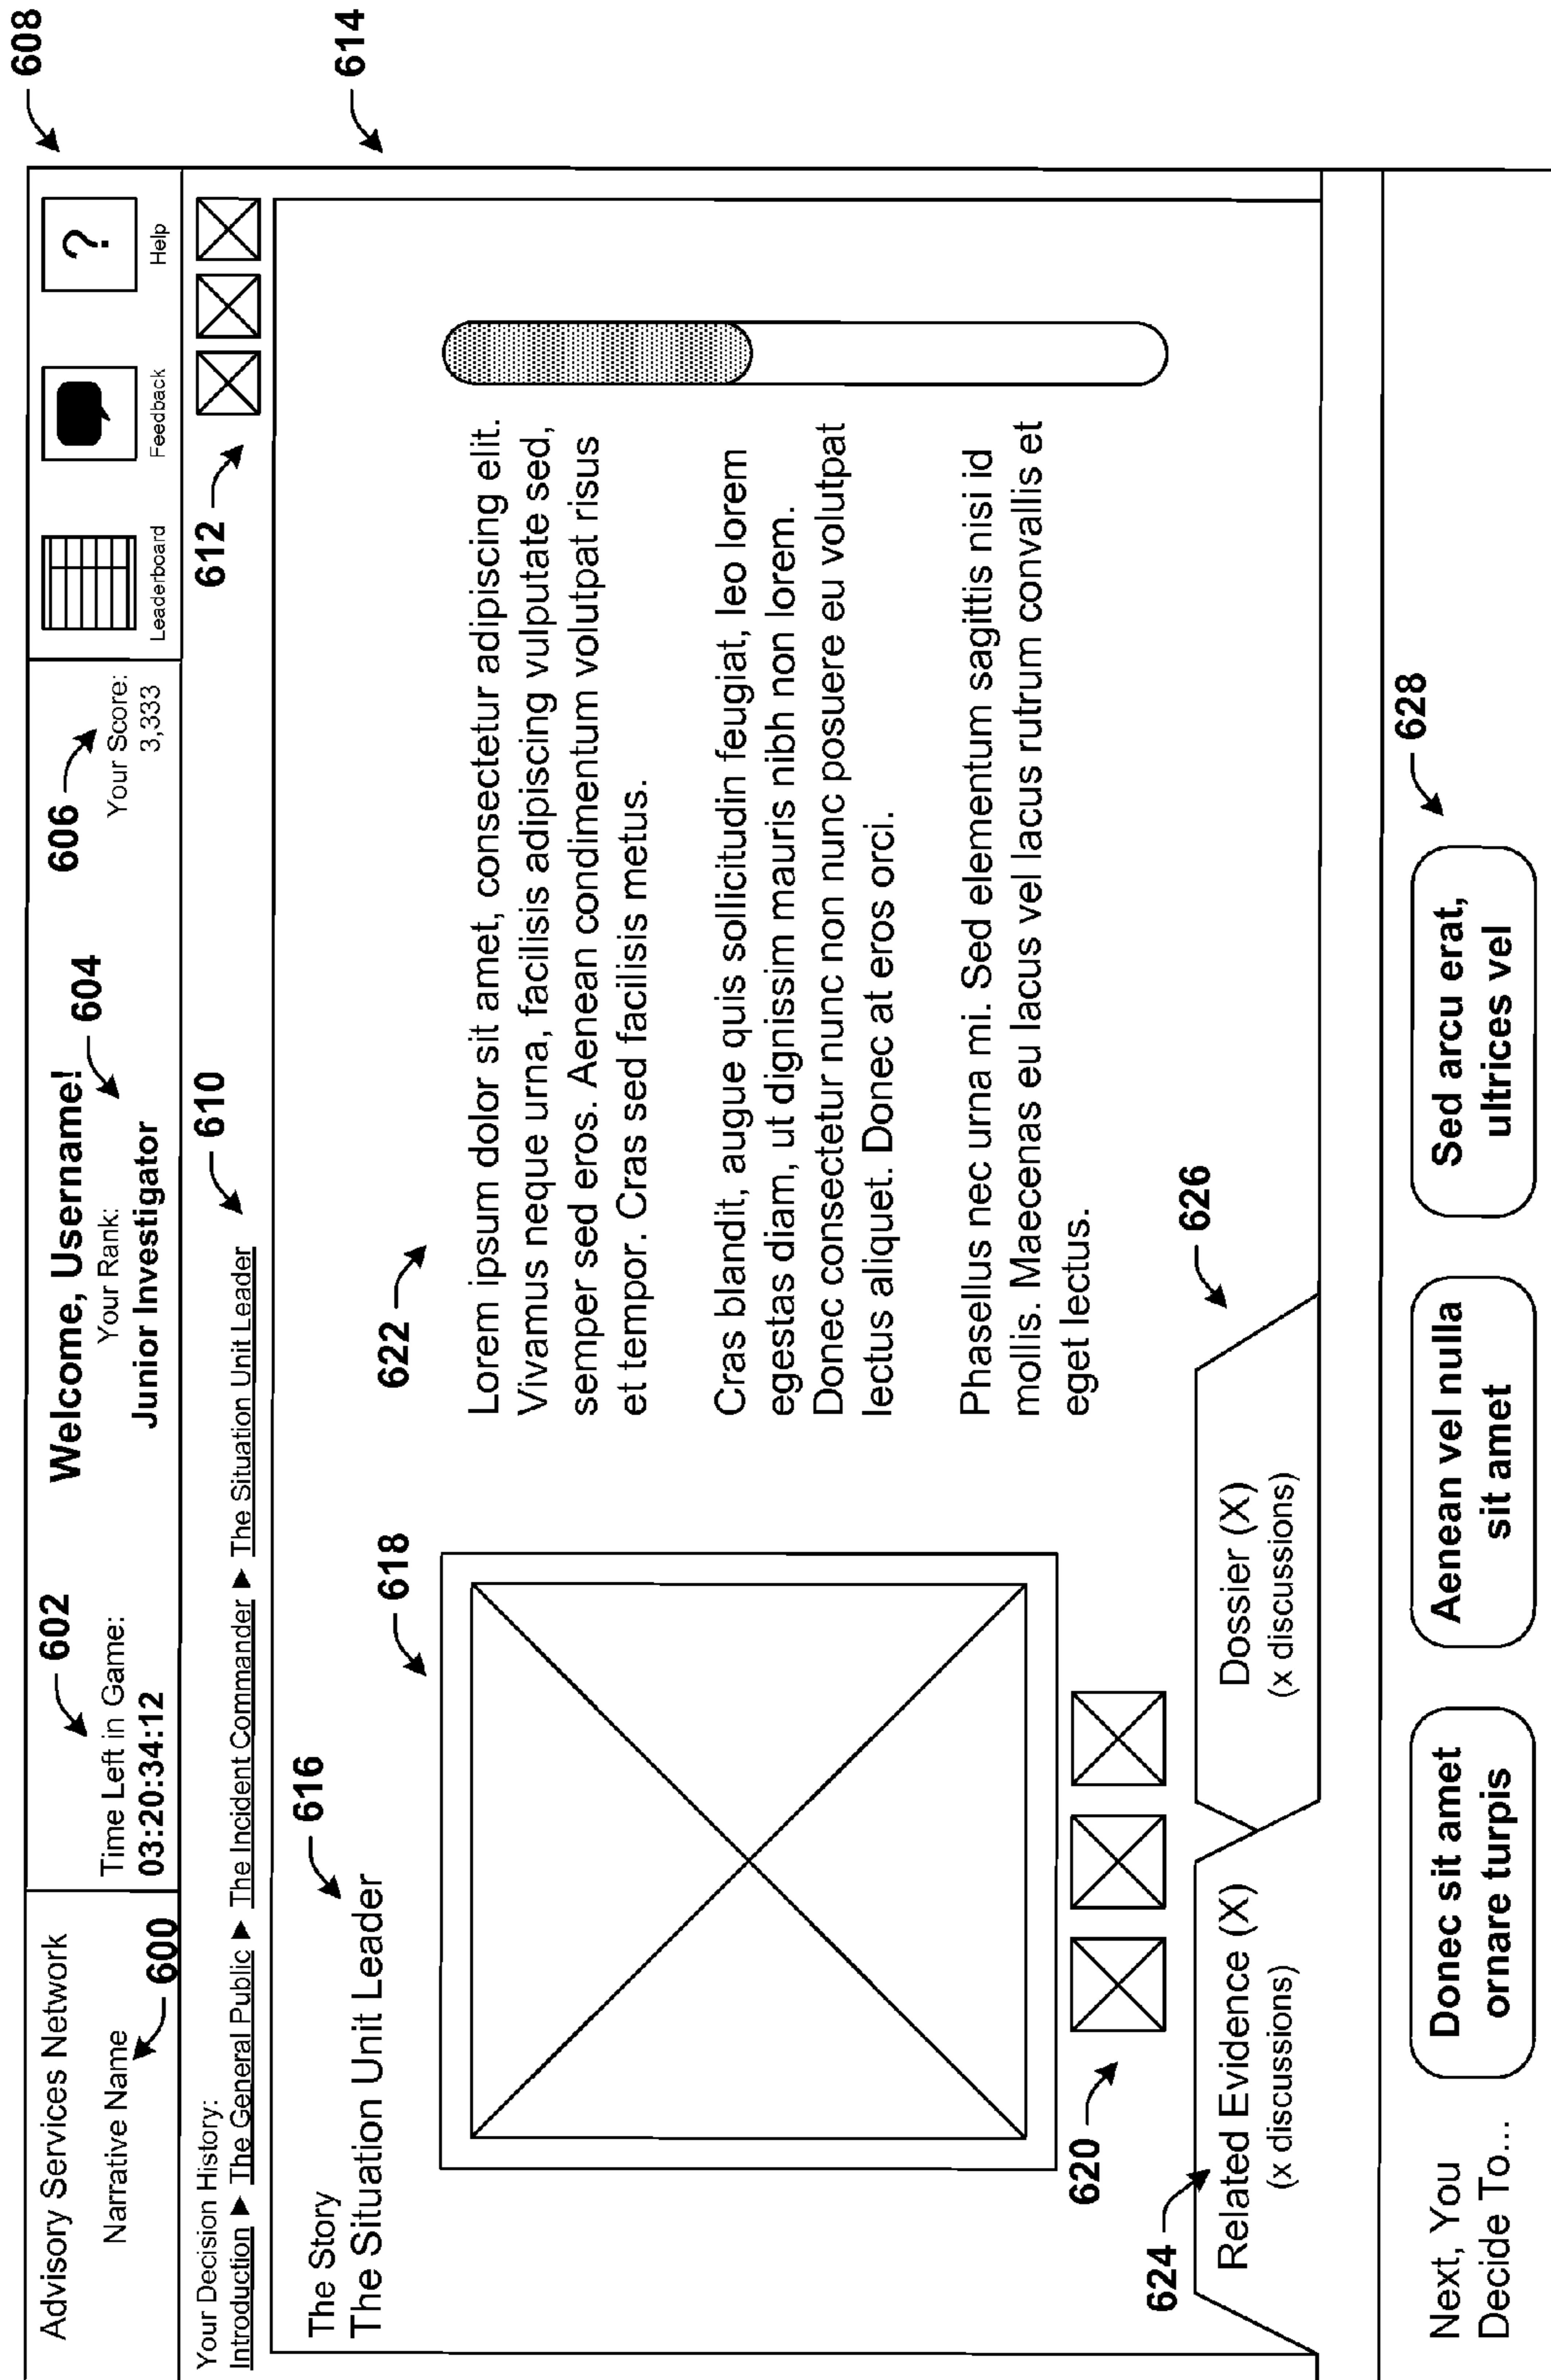 Advisory Services Network
Narrative Name
600
602
Time Left in Game:
03:20:34:12
Welcome, Username!
604
Your Rank:
Junior Investigator
606
Your Score:
3,333
Leaderboard
Feedback
?
Help
608
Your Decision History:
Introduction ▶ The General Public ▶ The Incident Commander ▶ The Situation Unit Leader
610
612
614
The Story
The Situation Unit Leader
616
618
620
622
Lorem ipsum dolor sit amet, consectetur adipiscing elit.
Vivamus neque urna, facilisis adipiscing vulputate sed,
semper sed eros. Aenean condimentum volutpat risus
et tempor. Cras sed facilisis metus.
Cras blandit, augue quis sollicitudin feugiat, leo lorem
egestas diam, ut dignissim mauris nibh non lorem.
Donec consectetur nunc non nunc posuere eu volutpat
lectus aliquet. Donec at eros orci.
Phasellus nec urna mi. Sed elementum sagittis nisi id
mollis. Maecenas eu lacus vel lacus rutrum convallis et
eget lectus.
624
Related Evidence (X)
(x discussions)
Dossier (X)
(x discussions)
626
Next, You
Decide To...
Donec sit amet
ornare turpis
Aenean vel nulla
sit amet
Sed arcu erat,
ultrices vel
628